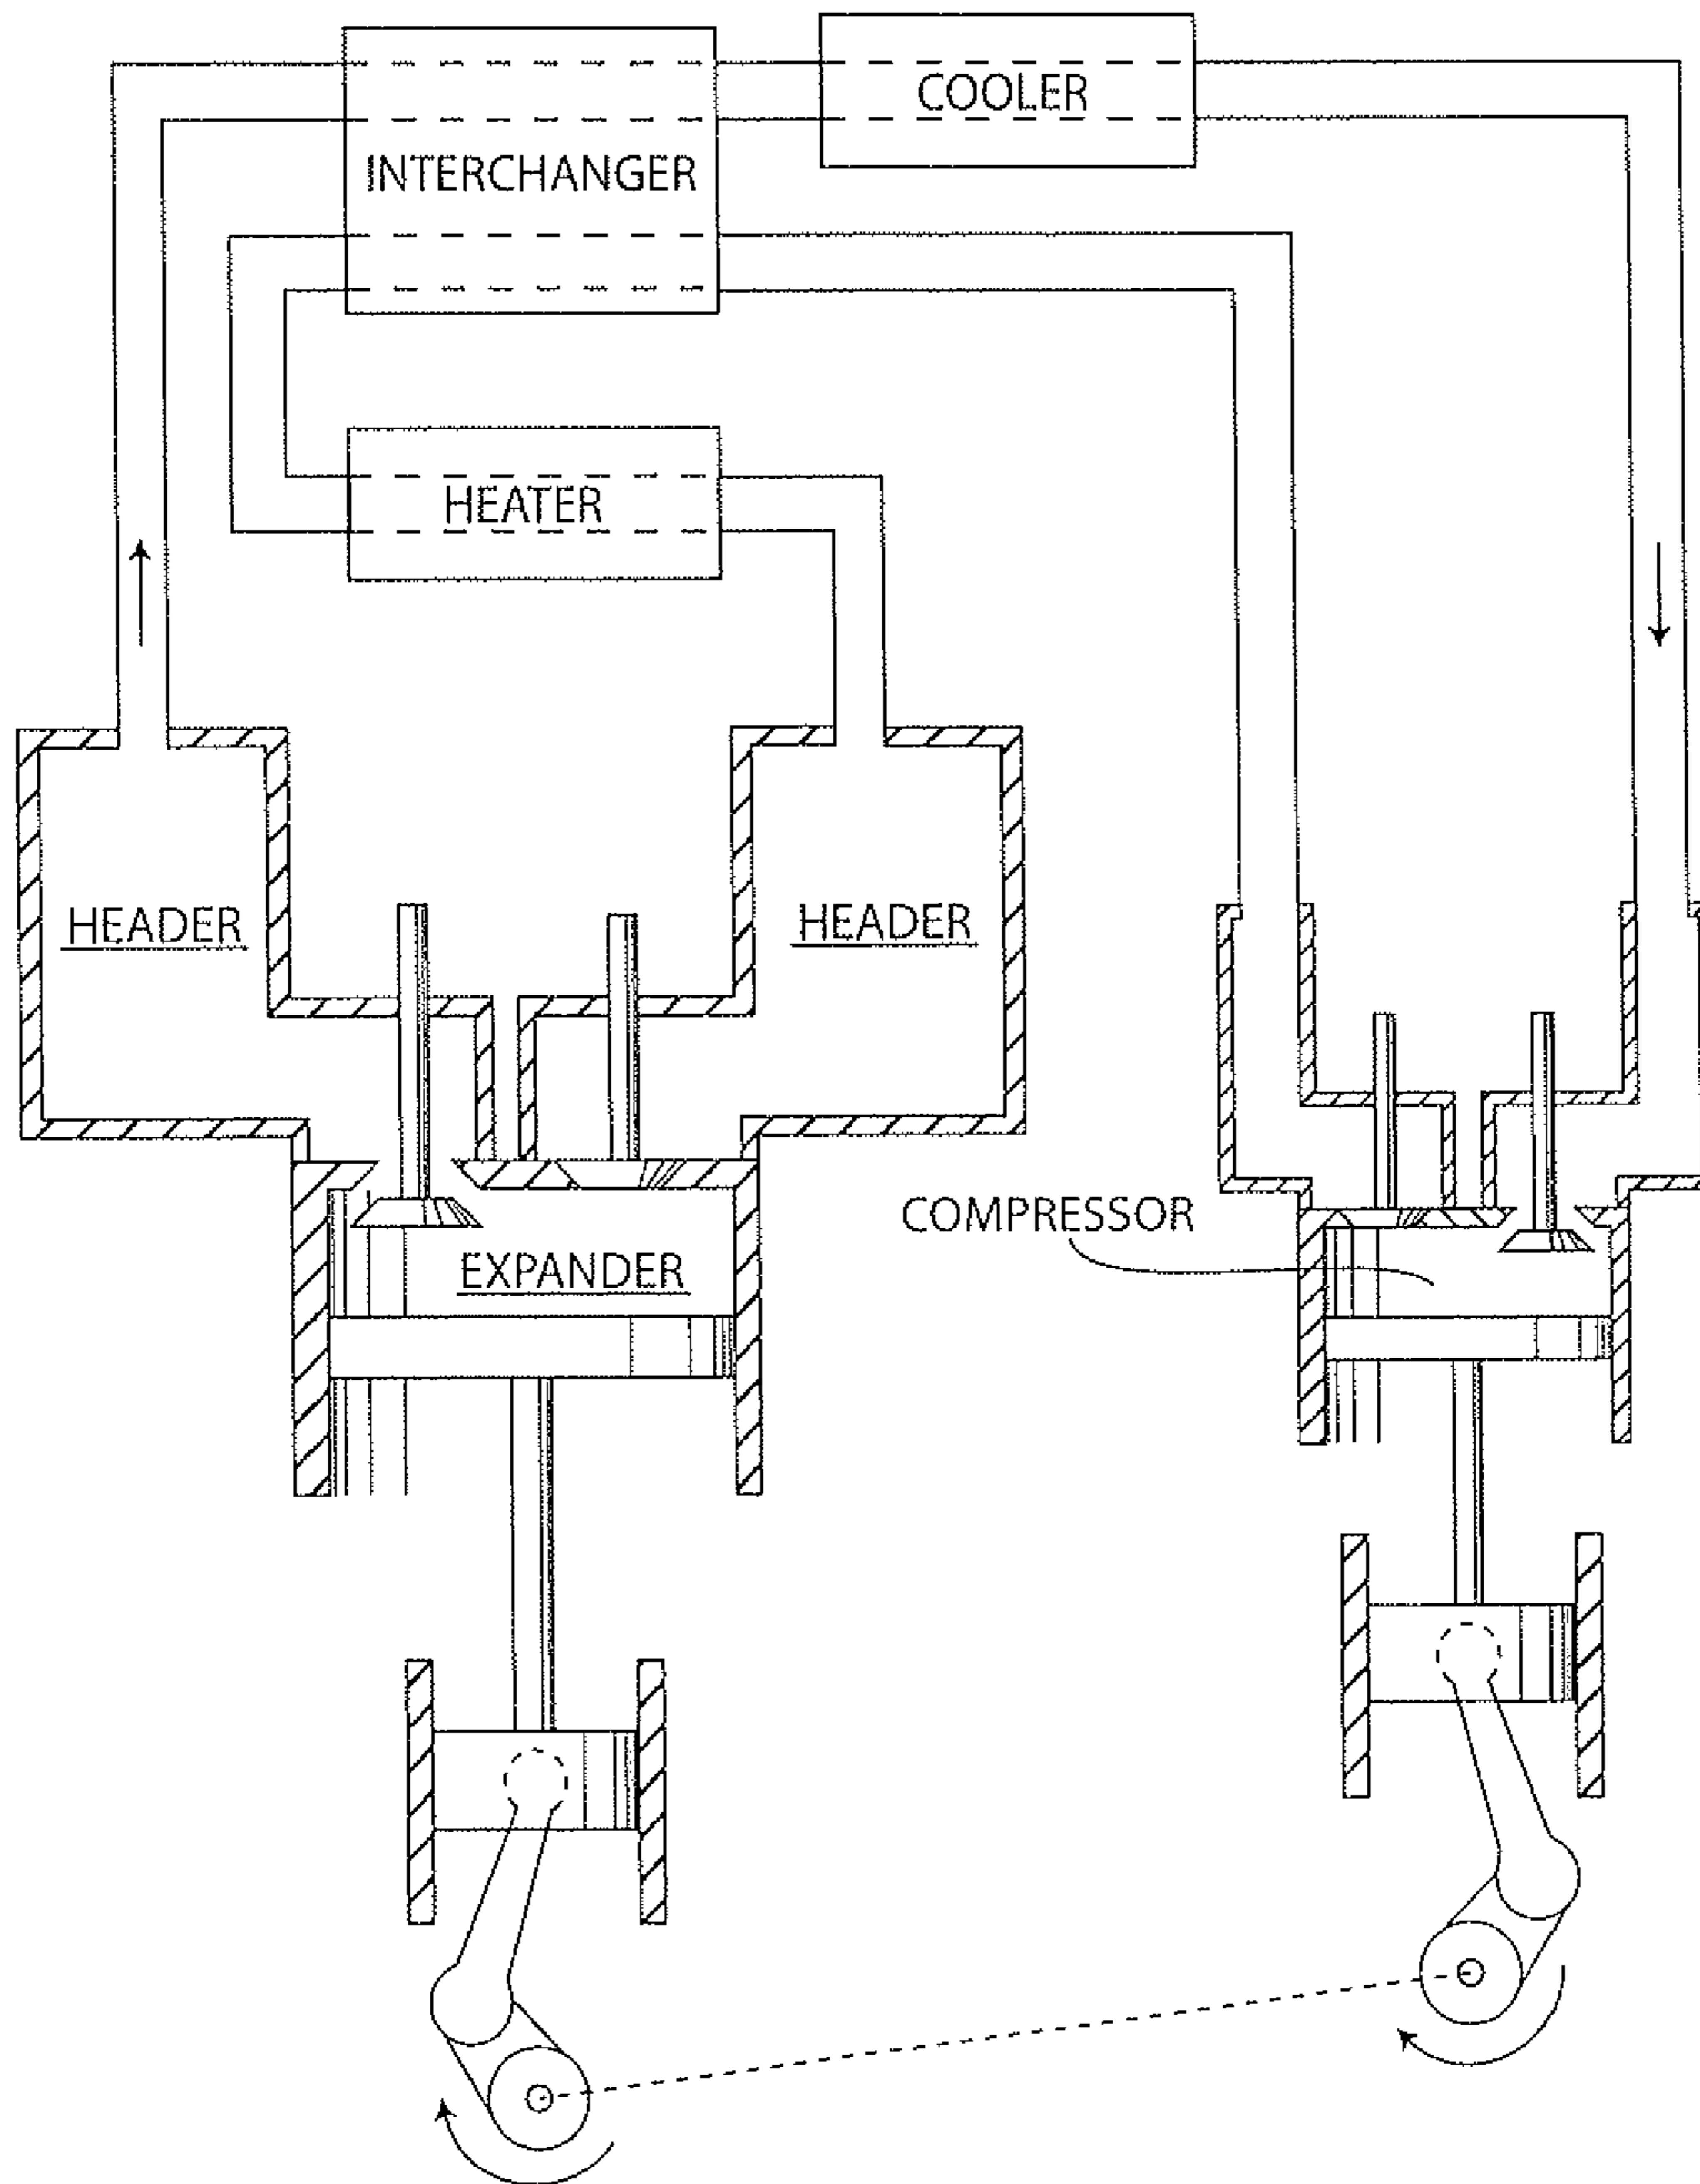 COOLER
INTERCHANGER
HEATER
HEADER
HEADER
COMPRESSOR
EXPANDER